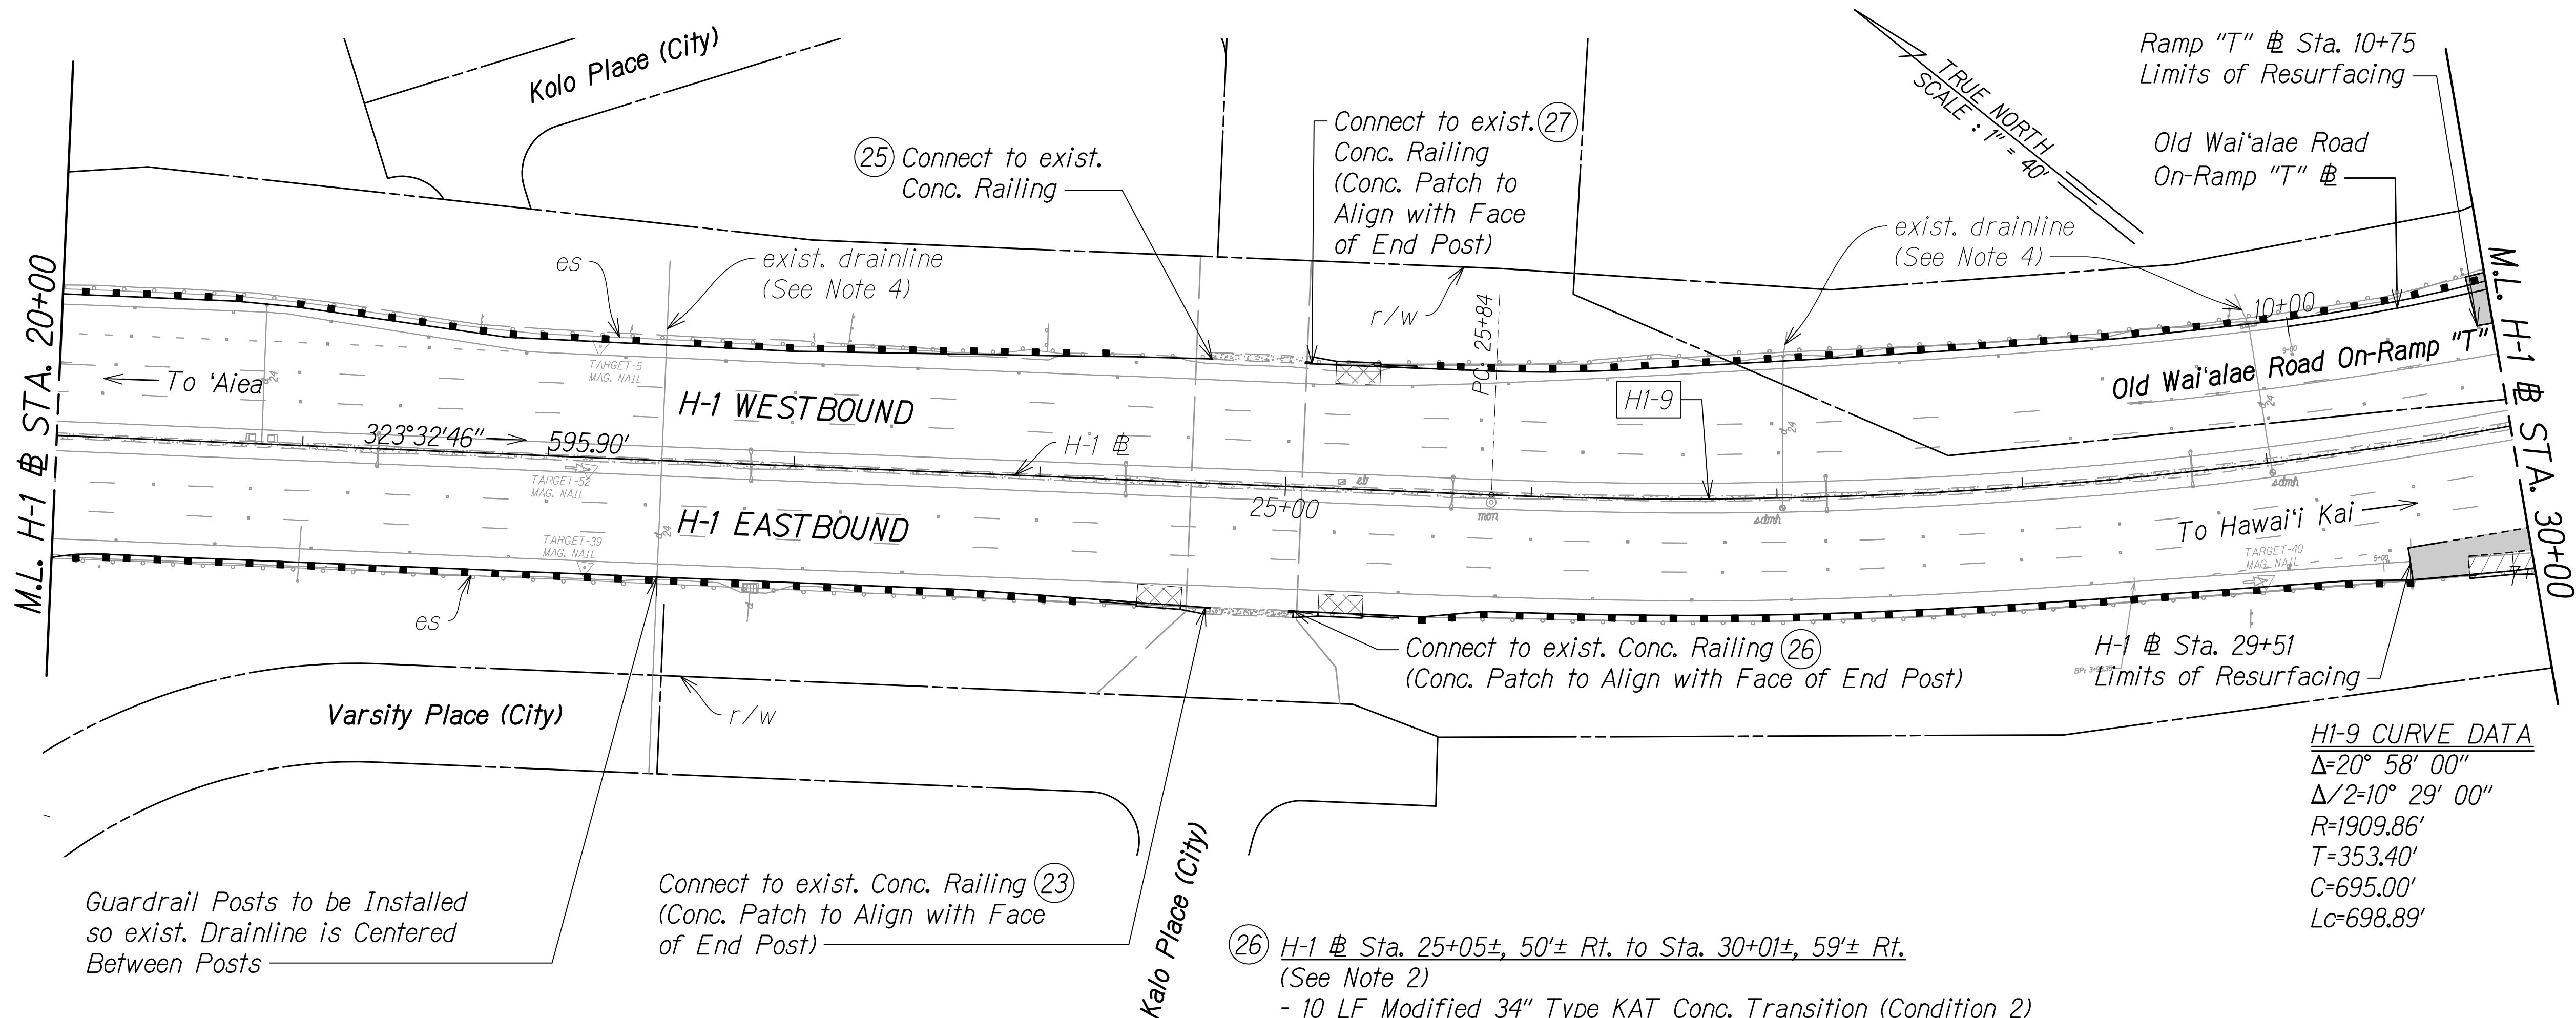 Kolo Place (City)
TRUE NORTH
SCALE : 1" = 40'
Ramp "T" ℄ Sta. 10+75
Limits of Resurfacing
Old Wai'alae Road
On-Ramp "T" ℄
25 Connect to exist.
Conc. Railing
Connect to exist. 27
Conc. Railing
(Conc. Patch to
Align with Face
of End Post)
exist. drainline
(See Note 4)
es
exist. drainline
(See Note 4)
r/w
PC: 25+84
10+00
9+00
M.L. H-1 ℄ STA. 20+00
M.L. H-1 ℄ STA. 30+00
TARGET-5
MAG. NAIL
To 'Aiea
24
H-1 WESTBOUND
H1-9
Old Wai'alae Road On-Ramp "T"
24
24
323°32'46" 595.90'
H-1 ℄
TARGET-52
MAG. NAIL
eb
25+00
mon
sdmh
sdmh
H-1 EASTBOUND
24
To Hawai'i Kai
TARGET-39
MAG. NAIL
TARGET-40
MAG. NAIL
5+00
es
Connect to exist. Conc. Railing 26
(Conc. Patch to Align with Face of End Post)
H-1 ℄ Sta. 29+51
Limits of Resurfacing
Varsity Place (City)
r/w
H1-9 CURVE DATA
Δ=20° 58' 00"
Δ/2=10° 29' 00"
R=1909.86'
T=353.40'
C=695.00'
Lc=698.89'
Guardrail Posts to be Installed
so exist. Drainline is Centered
Between Posts
Connect to exist. Conc. Railing 23
(Conc. Patch to Align with Face
of End Post)
Kalo Place (City)
26 H-1 ℄ Sta. 25+05±, 50'± Rt. to Sta. 30+01±, 59'± Rt.
(See Note 2)
- 10 LF Modified 34" Type KAT Conc. Transition (Condition 2)